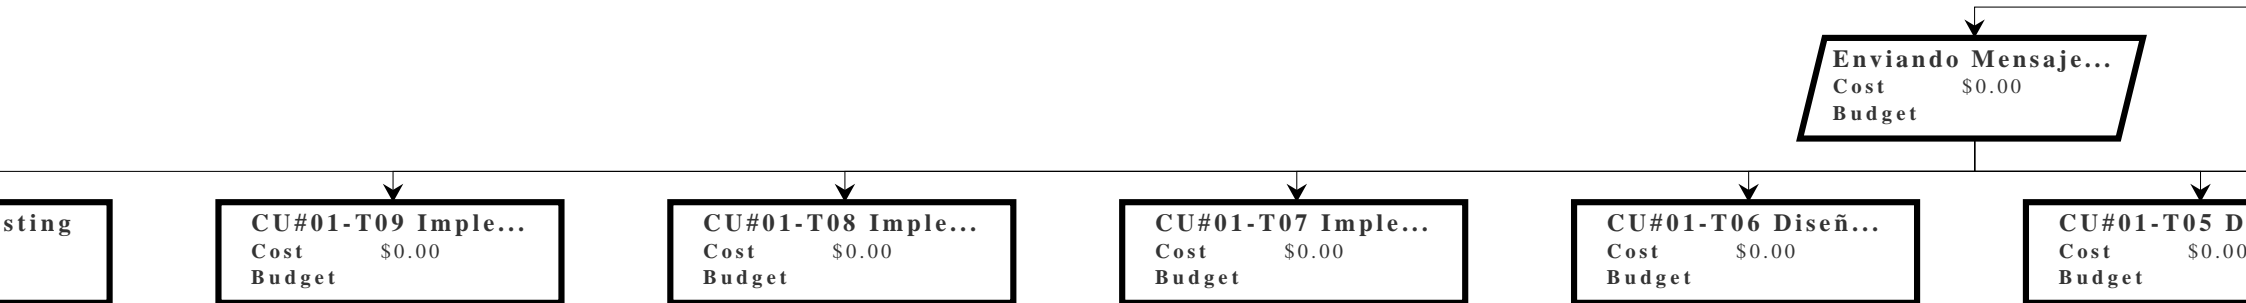 Enviando Mensaje...
Cost $0.00
Budget
sting
CU#01-T09 Imple...
Cost $0.00
Budget
CU#01-T08 Imple...
Cost $0.00
Budget
CU#01-T07 Imple...
Cost $0.00
Budget
CU#01-T06 Diseñ...
Cost $0.00
Budget
CU#01-T05 D
Cost $0.00
Budget